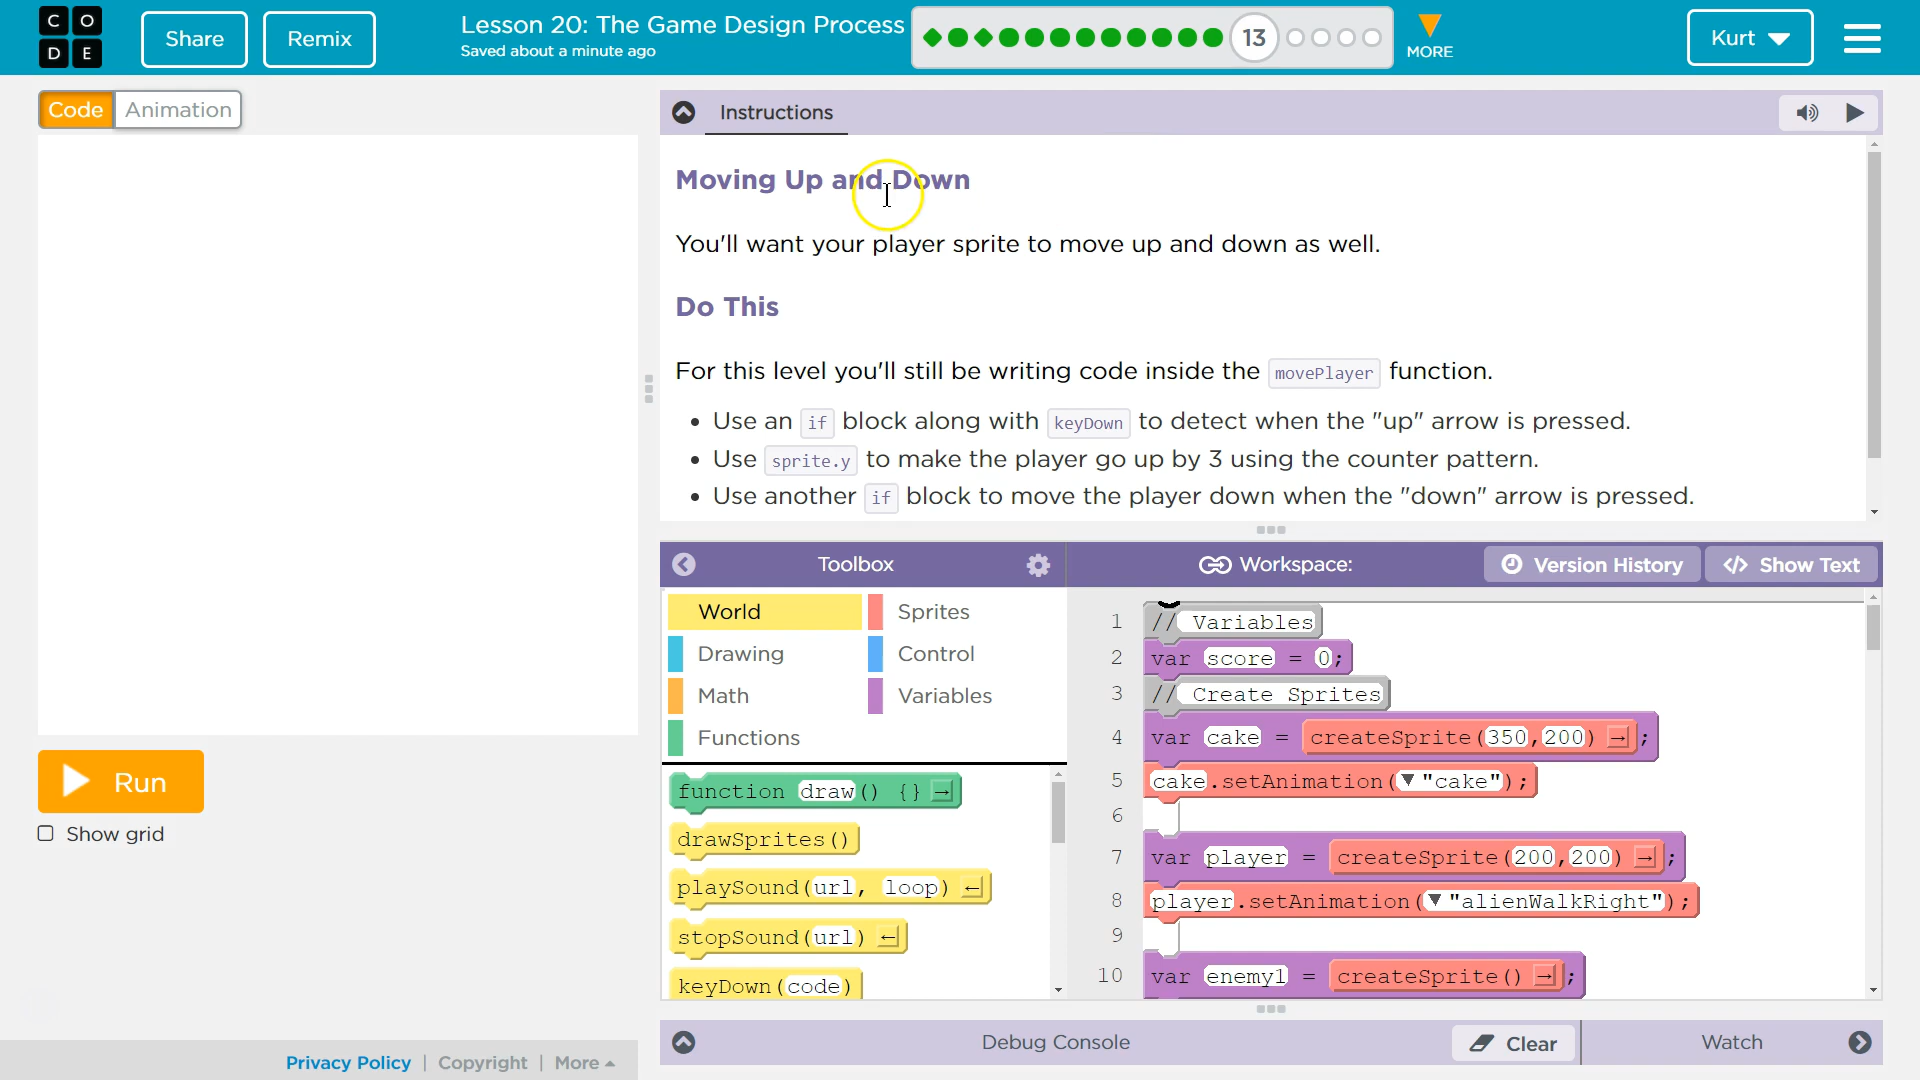 C O
D E
Share
Remix
Lesson 20: The Game Design Process
Saved about a minute ago
13
MORE
Kurt
Code
Animation
Instructions
Moving Up and Down
You'll want your player sprite to move up and down as well.
Do This
For this level you'll still be writing code inside the movePlayer function.
• Use an if block along with keyDown to detect when the "up" arrow is pressed.
• Use sprite.y to make the player go up by 3 using the counter pattern.
• Use another if block to move the player down when the "down" arrow is pressed.
Toolbox
Workspace:
Version History
</> Show Text
World
Sprites
Drawing
Control
Math
Variables
Functions
function draw() {} →
drawSprites()
playSound(url, loop) ←
stopSound(url) ←
keyDown(code)
1 // Variables
2 var score = 0;
3 // Create Sprites
4 var cake = createSprite(350,200) → ;
5 cake.setAnimation(▼ "cake");
6
7 var player = createSprite(200,200) → ;
8 player.setAnimation(▼ "alienWalkRight");
9
10 var enemy1 = createSprite() → ;
Run
Show grid
Debug Console
Clear
Watch
Privacy Policy | Copyright | More